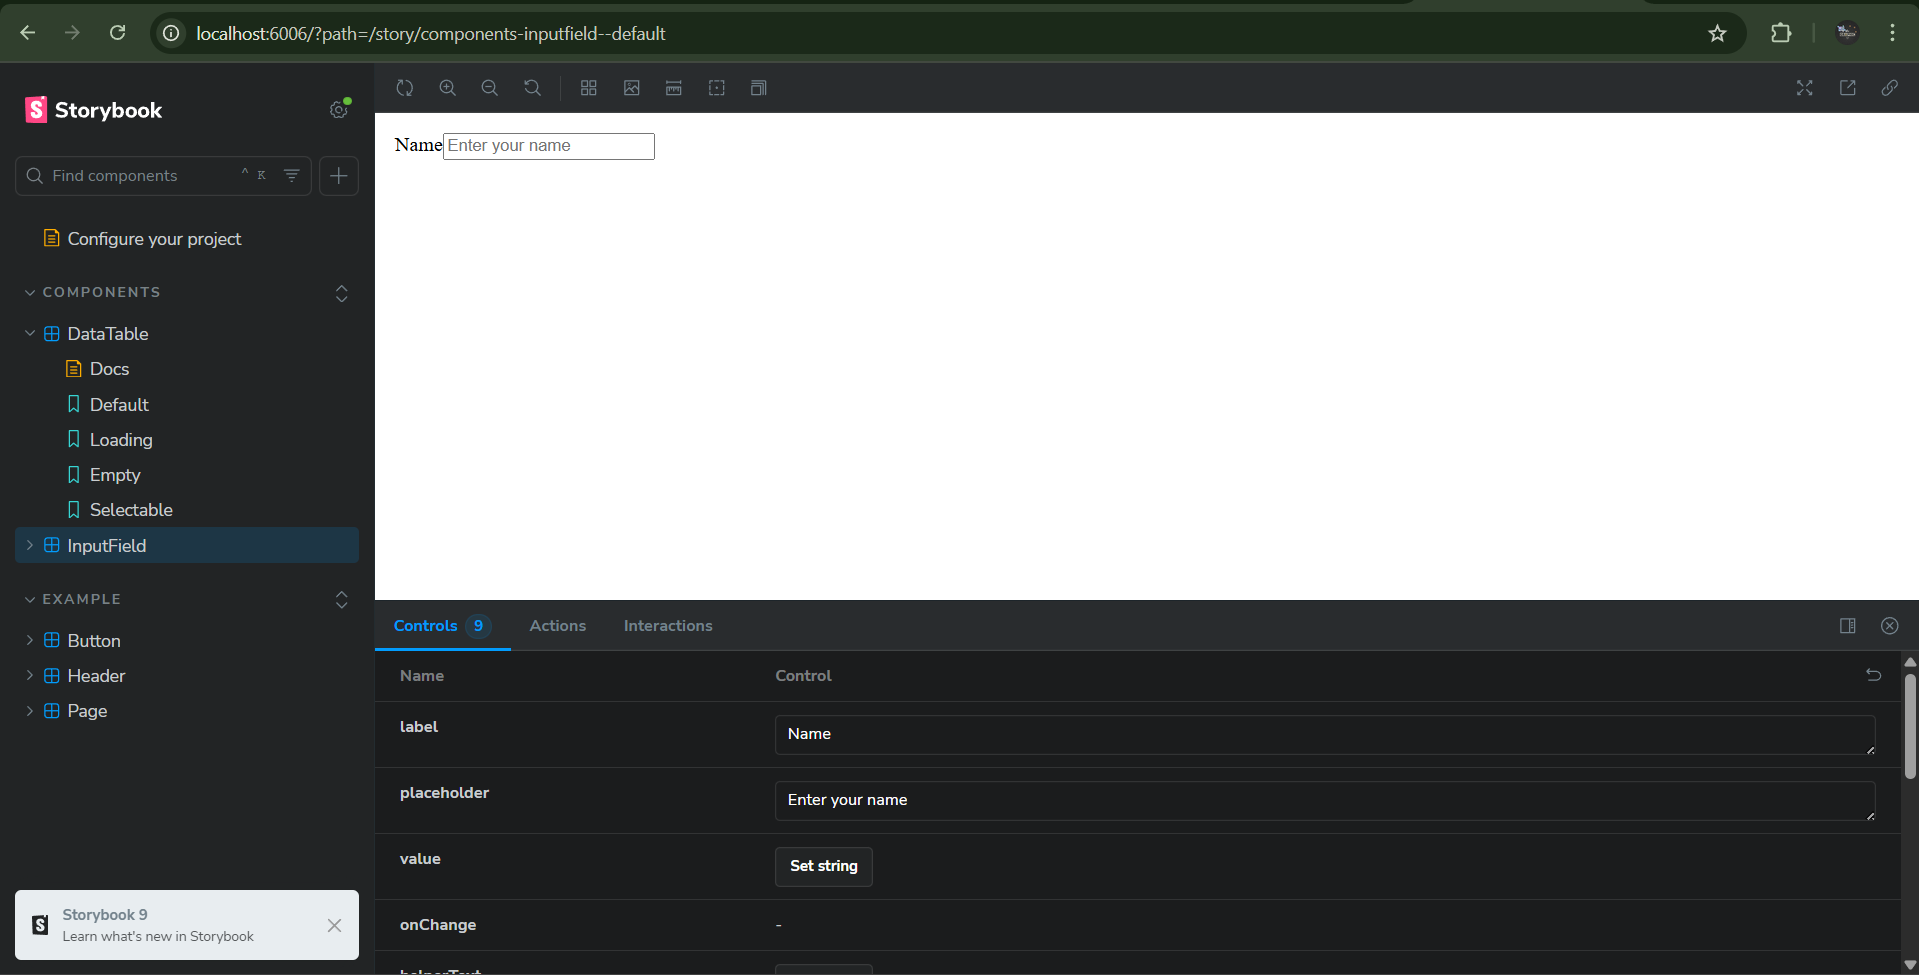 localhost:6006/?path=/story/components-inputfield--default
Storybook
Find components ^ K
Configure your project
COMPONENTS
DataTable
Docs
Default
Loading
Empty
Selectable
InputField
EXAMPLE
Button
Header
Page
Storybook 9
Learn what's new in Storybook
Name Enter your name
Controls 9 Actions Interactions
Name Control
label Name
placeholder Enter your name
value Set string
onChange -
helperText